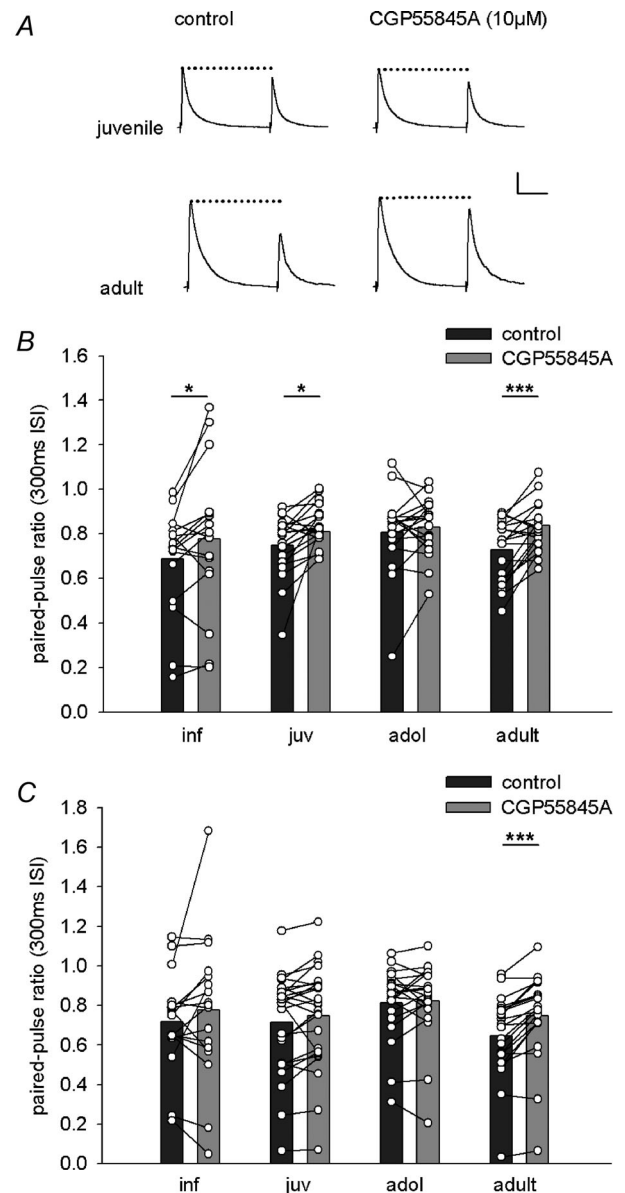 A
control
CGP55845A (10µM)
juvenile
adult
B
control
CGP55845A
1.6
1.4
1.2
1.0
0.8
0.6
0.4
0.2
0.0
paired-pulse ratio (300ms ISI)
*
*
***
inf
juv
adol
adult
C
control
CGP55845A
1.8
1.6
1.4
1.2
1.0
0.8
0.6
0.4
0.2
0.0
paired-pulse ratio (300ms ISI)
***
inf
juv
adol
adult